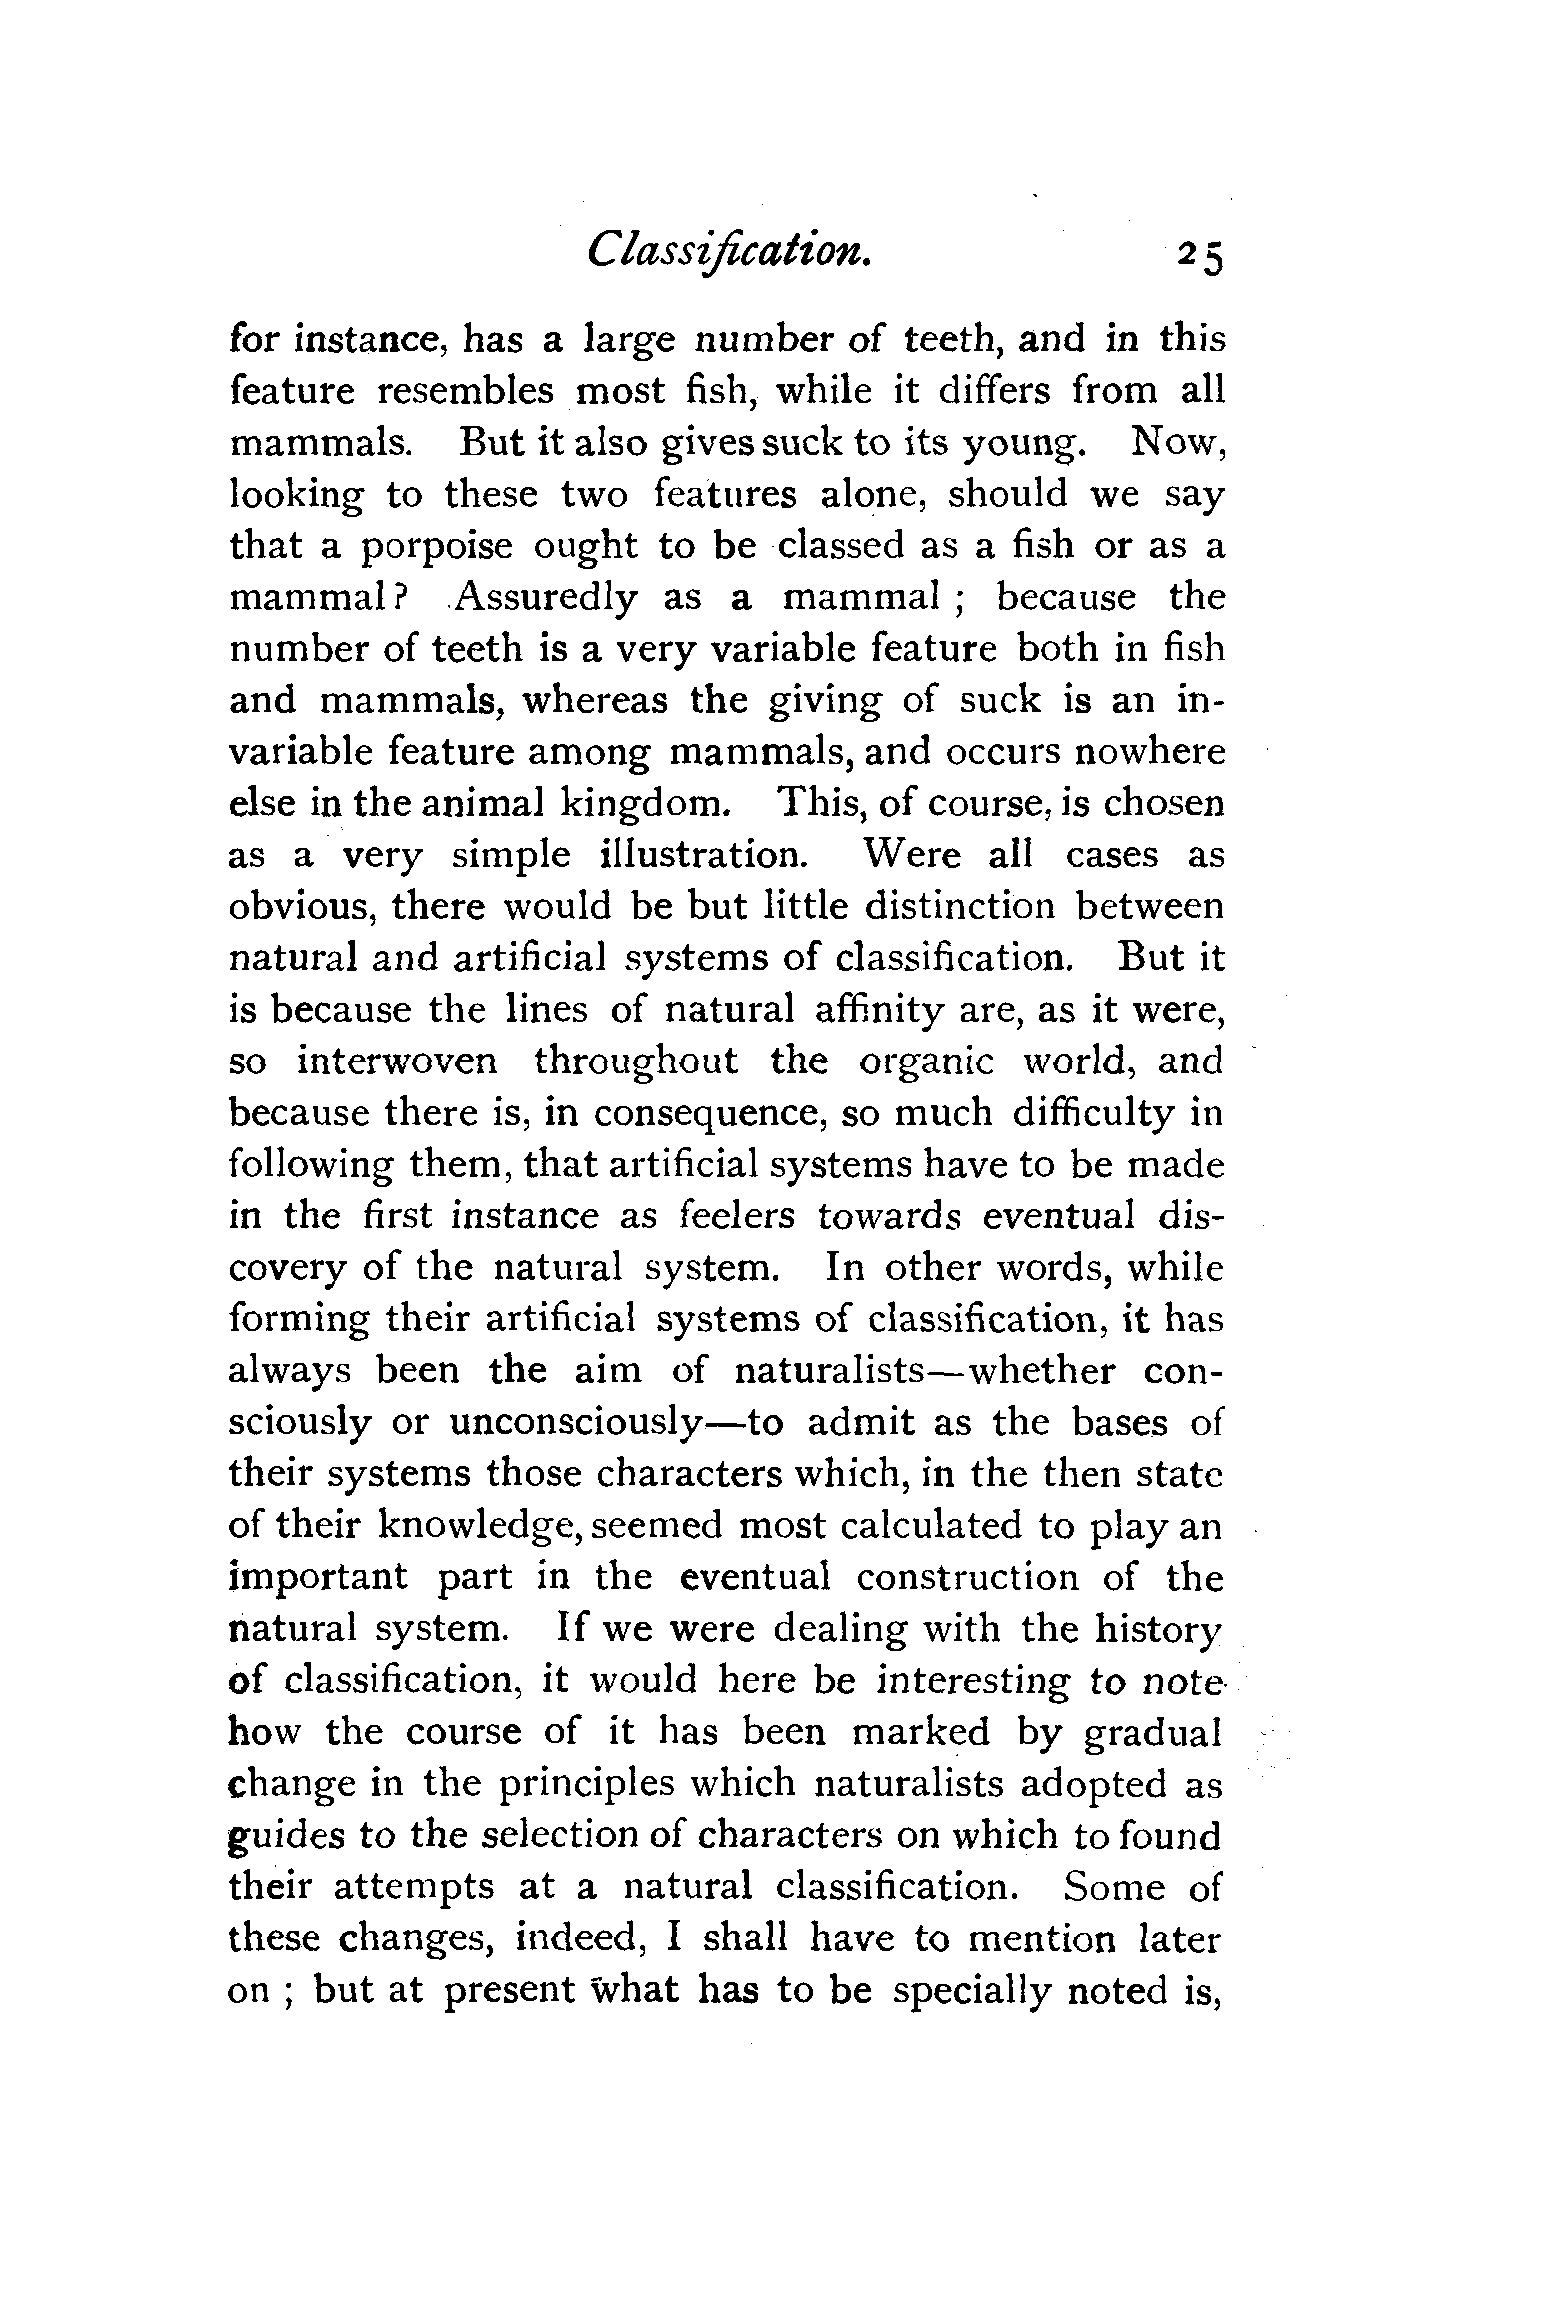 Classification. 25
for instance, has a large number of teeth, and in this
feature resembles most fish, while it differs from all
mammals. But it also gives suck to its young. Now,
looking to these two features alone, should we say
that a porpoise ought to be classed as a fish or as a
mammal? Assuredly as a mammal ; because the
number of teeth is a very variable feature both in fish
and mammals, whereas the giving of suck is an in-
variable feature among mammals, and occurs nowhere
else in the animal kingdom. This, of course, is chosen
as a very simple illustration. Were all cases as
obvious, there would be but little distinction between
natural and artificial systems of classification. But it
is because the lines of natural affinity are, as it were,
so interwoven throughout the organic world, and
because there is, in consequence, so much difficulty in
following them, that artificial systems have to be made
in the first instance as feelers towards eventual dis-
covery of the natural system. In other words, while
forming their artificial systems of classification, it has
always been the aim of naturalists—whether con-
sciously or unconsciously—to admit as the bases of
their systems those characters which, in the then state
of their knowledge, seemed most calculated to play an
important part in the eventual construction of the
natural system. If we were dealing with the history
of classification, it would here be interesting to note
how the course of it has been marked by gradual
change in the principles which naturalists adopted as
guides to the selection of characters on which to found
their attempts at a natural classification. Some of
these changes, indeed, I shall have to mention later
on ; but at present what has to be specially noted is,